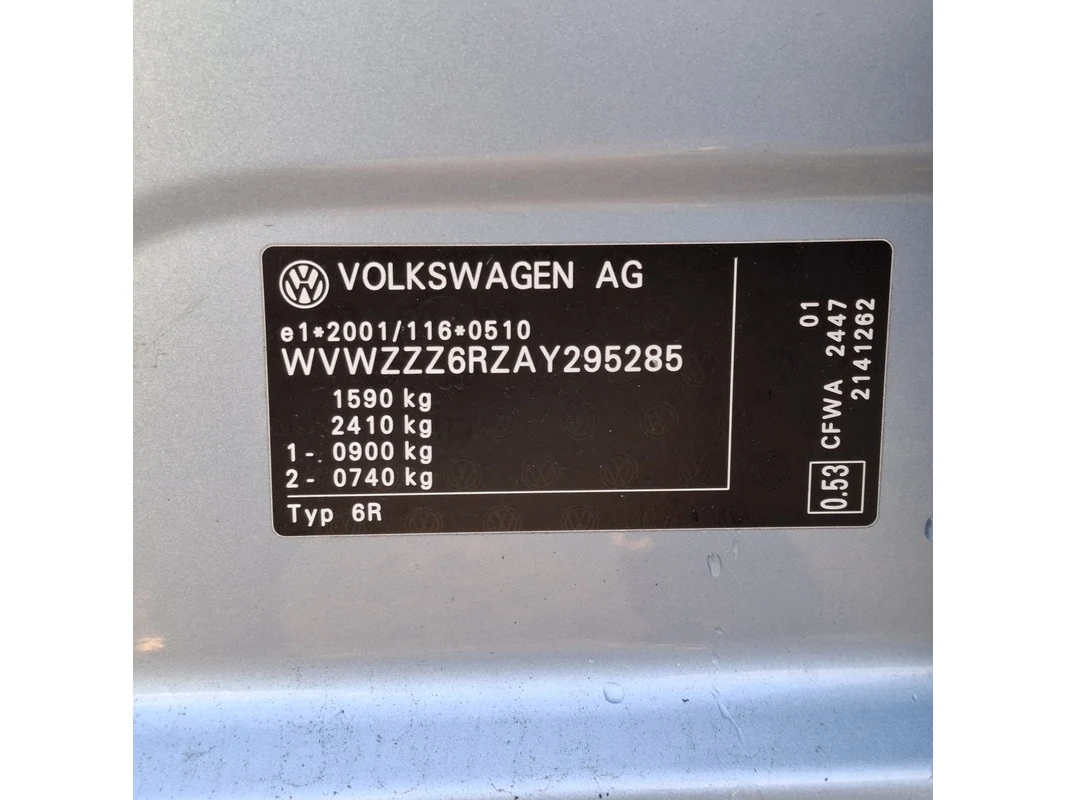 VOLKSWAGEN AG
e1*2001/116*0510
WVWZZZ6RZAY295285
1590 kg
2410 kg
1- 0900 kg
2- 0740 kg
Typ 6R
01
CFWA 2447
2141262
0.53